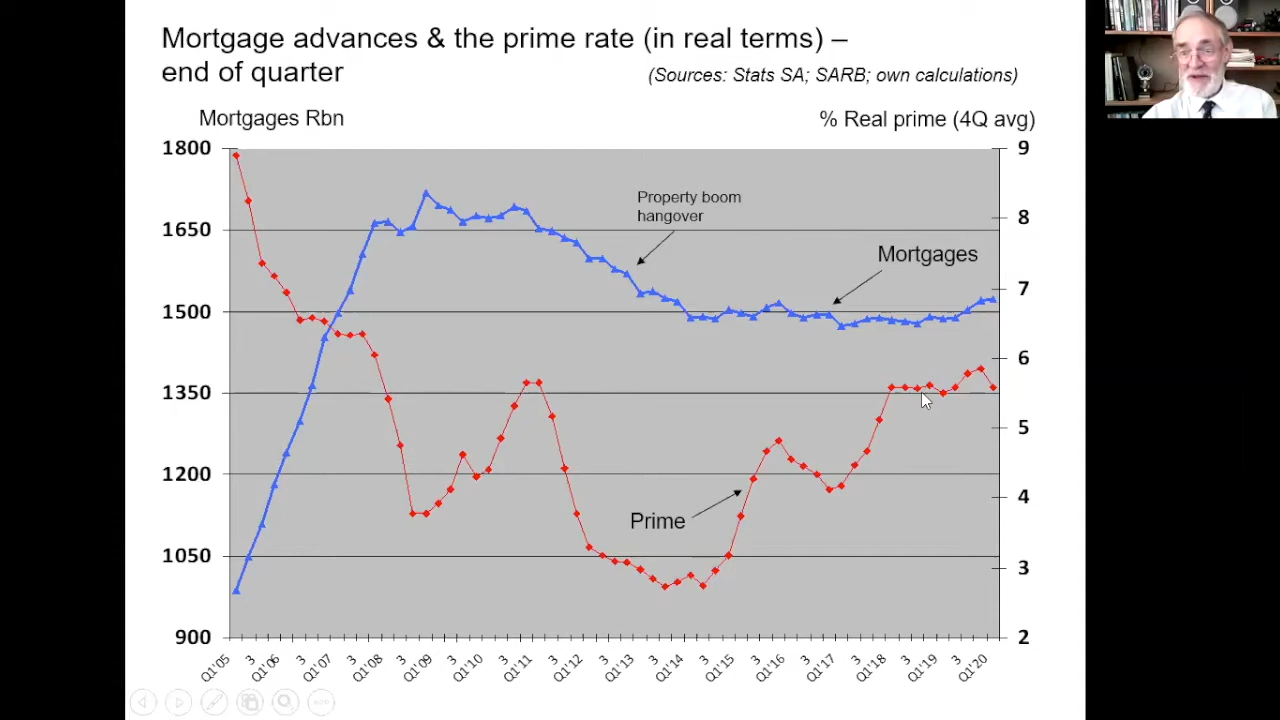 Mortgage advances & the prime rate (in real terms) –
end of quarter
(Sources: Stats SA; SARB; own calculations)
Mortgages Rbn
% Real prime (4Q avg)
1800
1650
1500
1350
1200
1050
900
9
8
7
6
5
4
3
2
Property boom
hangover
Mortgages
Prime
Q1'05
3
Q1'06
3
Q1'07
3
Q1'08
3
Q1'09
3
Q1'10
3
Q1'11
3
Q1'12
3
Q1'13
3
Q1'14
3
Q1'15
3
Q1'16
3
Q1'17
3
Q1'18
3
Q1'19
3
Q1'20